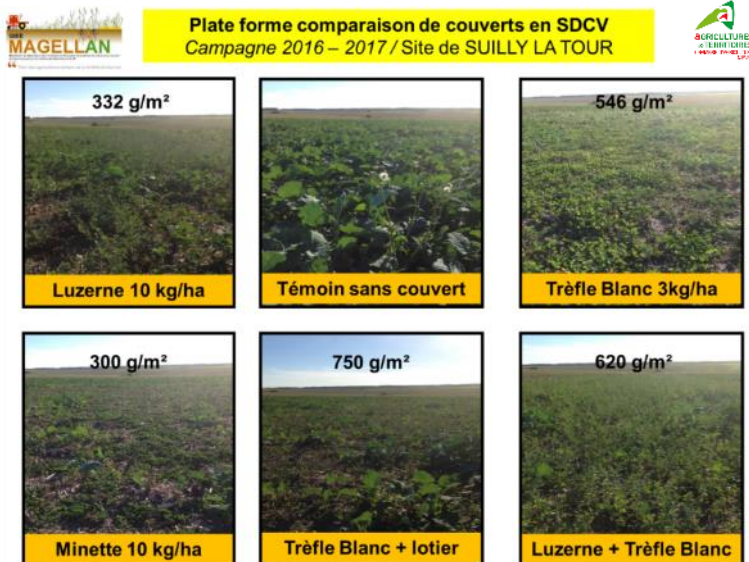 Plate forme comparaison de couverts en SDCV
Campagne 2016 – 2017 / Site de SUILLY LA TOUR
MAGELLAN
AGRICULTURES
& TERRITOIRES
332 g/m²
546 g/m²
Luzerne 10 kg/ha
Témoin sans couvert
Trèfle Blanc 3kg/ha
300 g/m²
750 g/m²
620 g/m²
Minette 10 kg/ha
Trèfle Blanc + lotier
Luzerne + Trèfle Blanc